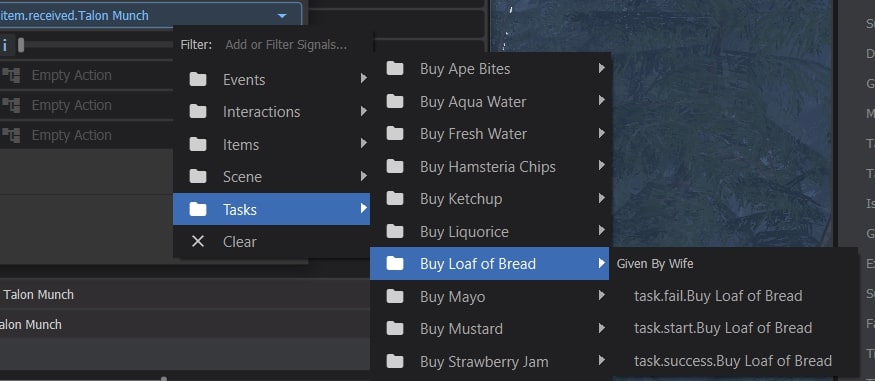 item.received.Talon Munch
i
Empty Action
Empty Action
Empty Action
Talon Munch
alon Munch
Filter: Add or Filter Signals...
Events
Interactions
Items
Scene
Tasks
Clear
Buy Ape Bites
Buy Aqua Water
Buy Fresh Water
Buy Hamsteria Chips
Buy Ketchup
Buy Liquorice
Buy Loaf of Bread
Buy Mayo
Buy Mustard
Buy Strawberry Jam
Given By Wife
task.fail.Buy Loaf of Bread
task.start.Buy Loaf of Bread
task.success.Buy Loaf of Bread